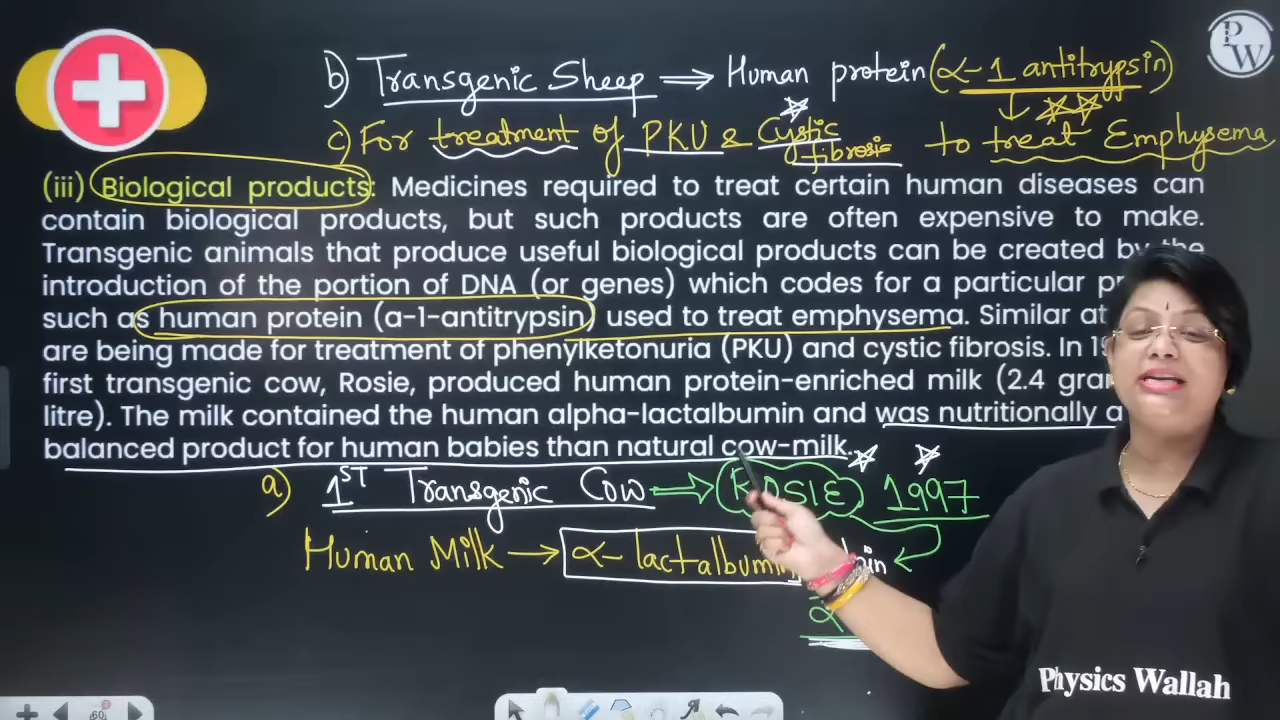 PW
b) Transgenic Sheep ⟹ Human protein (α-1 antitrypsin)
c) For treatment of PKU & Cystic fibrosis to treat Emphysema
(iii) Biological products: Medicines required to treat certain human diseases can
contain biological products, but such products are often expensive to make.
Transgenic animals that produce useful biological products can be created by the
introduction of the portion of DNA (or genes) which codes for a particular
such as human protein (a-1-antitrypsin) used to treat emphysema. Similar
are being made for treatment of phenylketonuria (PKU) and cystic fibrosis. In
first transgenic cow, Rosie, produced human protein-enriched milk (2.4
litre). The milk contained the human alpha-lactalbumin and was nutritionally a
balanced product for human babies than natural cow-milk.
a) 1ST Transgenic Cow ⟹ ROSIE 1997
Human Milk → α- lactalbumin
Physics Wallah
60